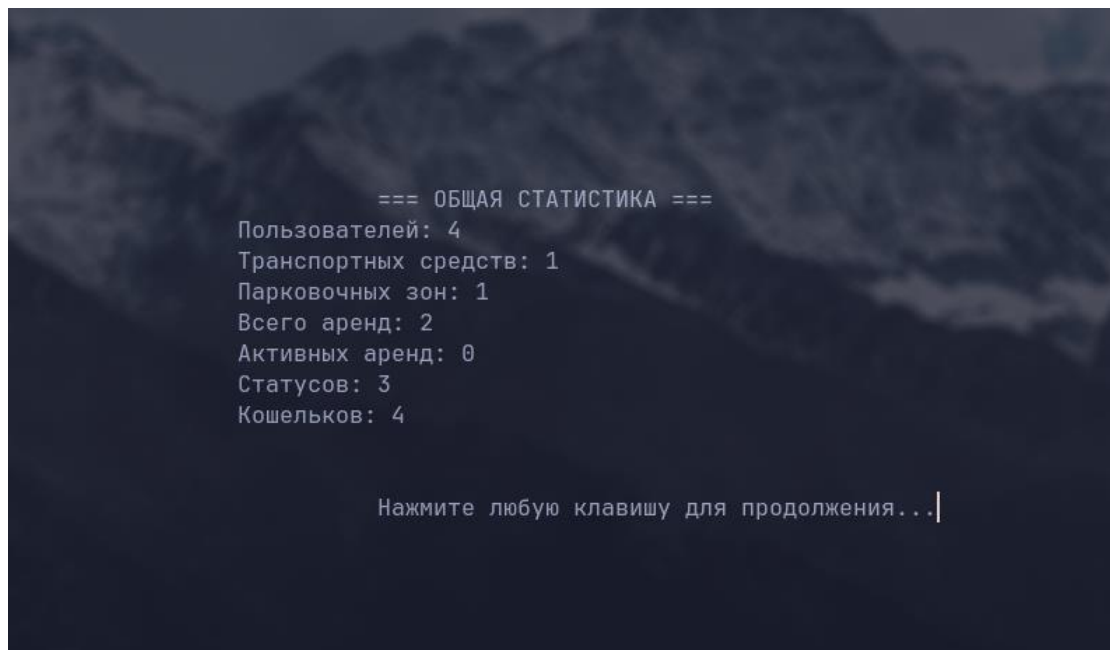 === ОБЩАЯ СТАТИСТИКА ===
Пользователей: 4
Транспортных средств: 1
Парковочных зон: 1
Всего аренд: 2
Активных аренд: 0
Статусов: 3
Кошельков: 4
Нажмите любую клавишу для продолжения...